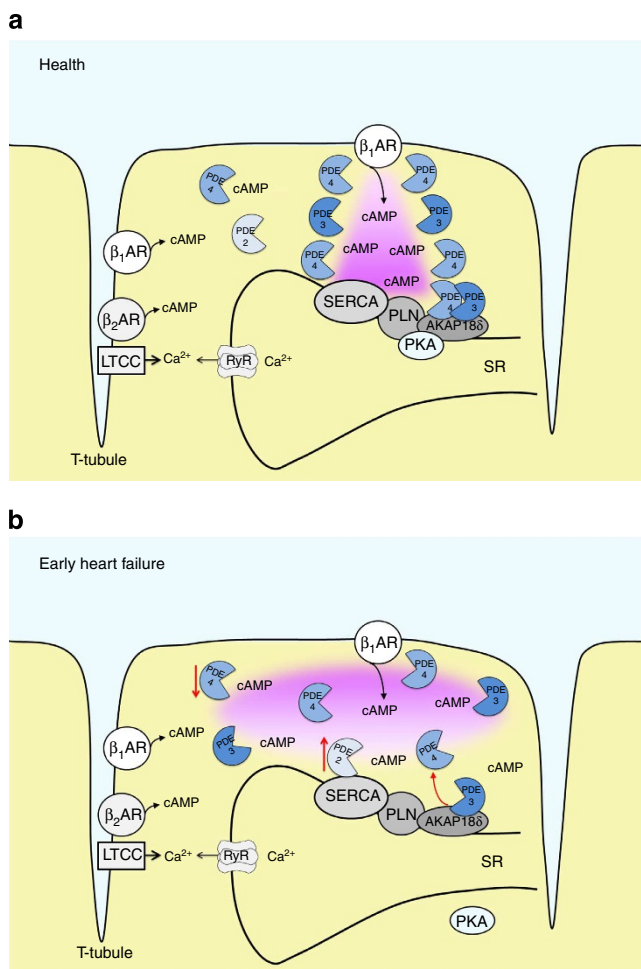 a
Health
β₁AR
PDE
4
cAMP
PDE
4
PDE
4
PDE
2
PDE
3
cAMP
PDE
3
β₁AR
cAMP
PDE
4
cAMP
cAMP
PDE
4
cAMP
β₂AR
cAMP
SERCA
PLN
PDE
4
PDE
3
AKAP18δ
PKA
LTCC
Ca²⁺
RyR
Ca²⁺
SR
T-tubule
b
Early heart failure
β₁AR
PDE
4
cAMP
PDE
4
PDE
4
cAMP
cAMP
PDE
3
β₁AR
cAMP
PDE
3
cAMP
PDE
2
cAMP
PDE
4
cAMP
β₂AR
cAMP
SERCA
PLN
PDE
3
AKAP18δ
LTCC
Ca²⁺
RyR
Ca²⁺
SR
PKA
T-tubule